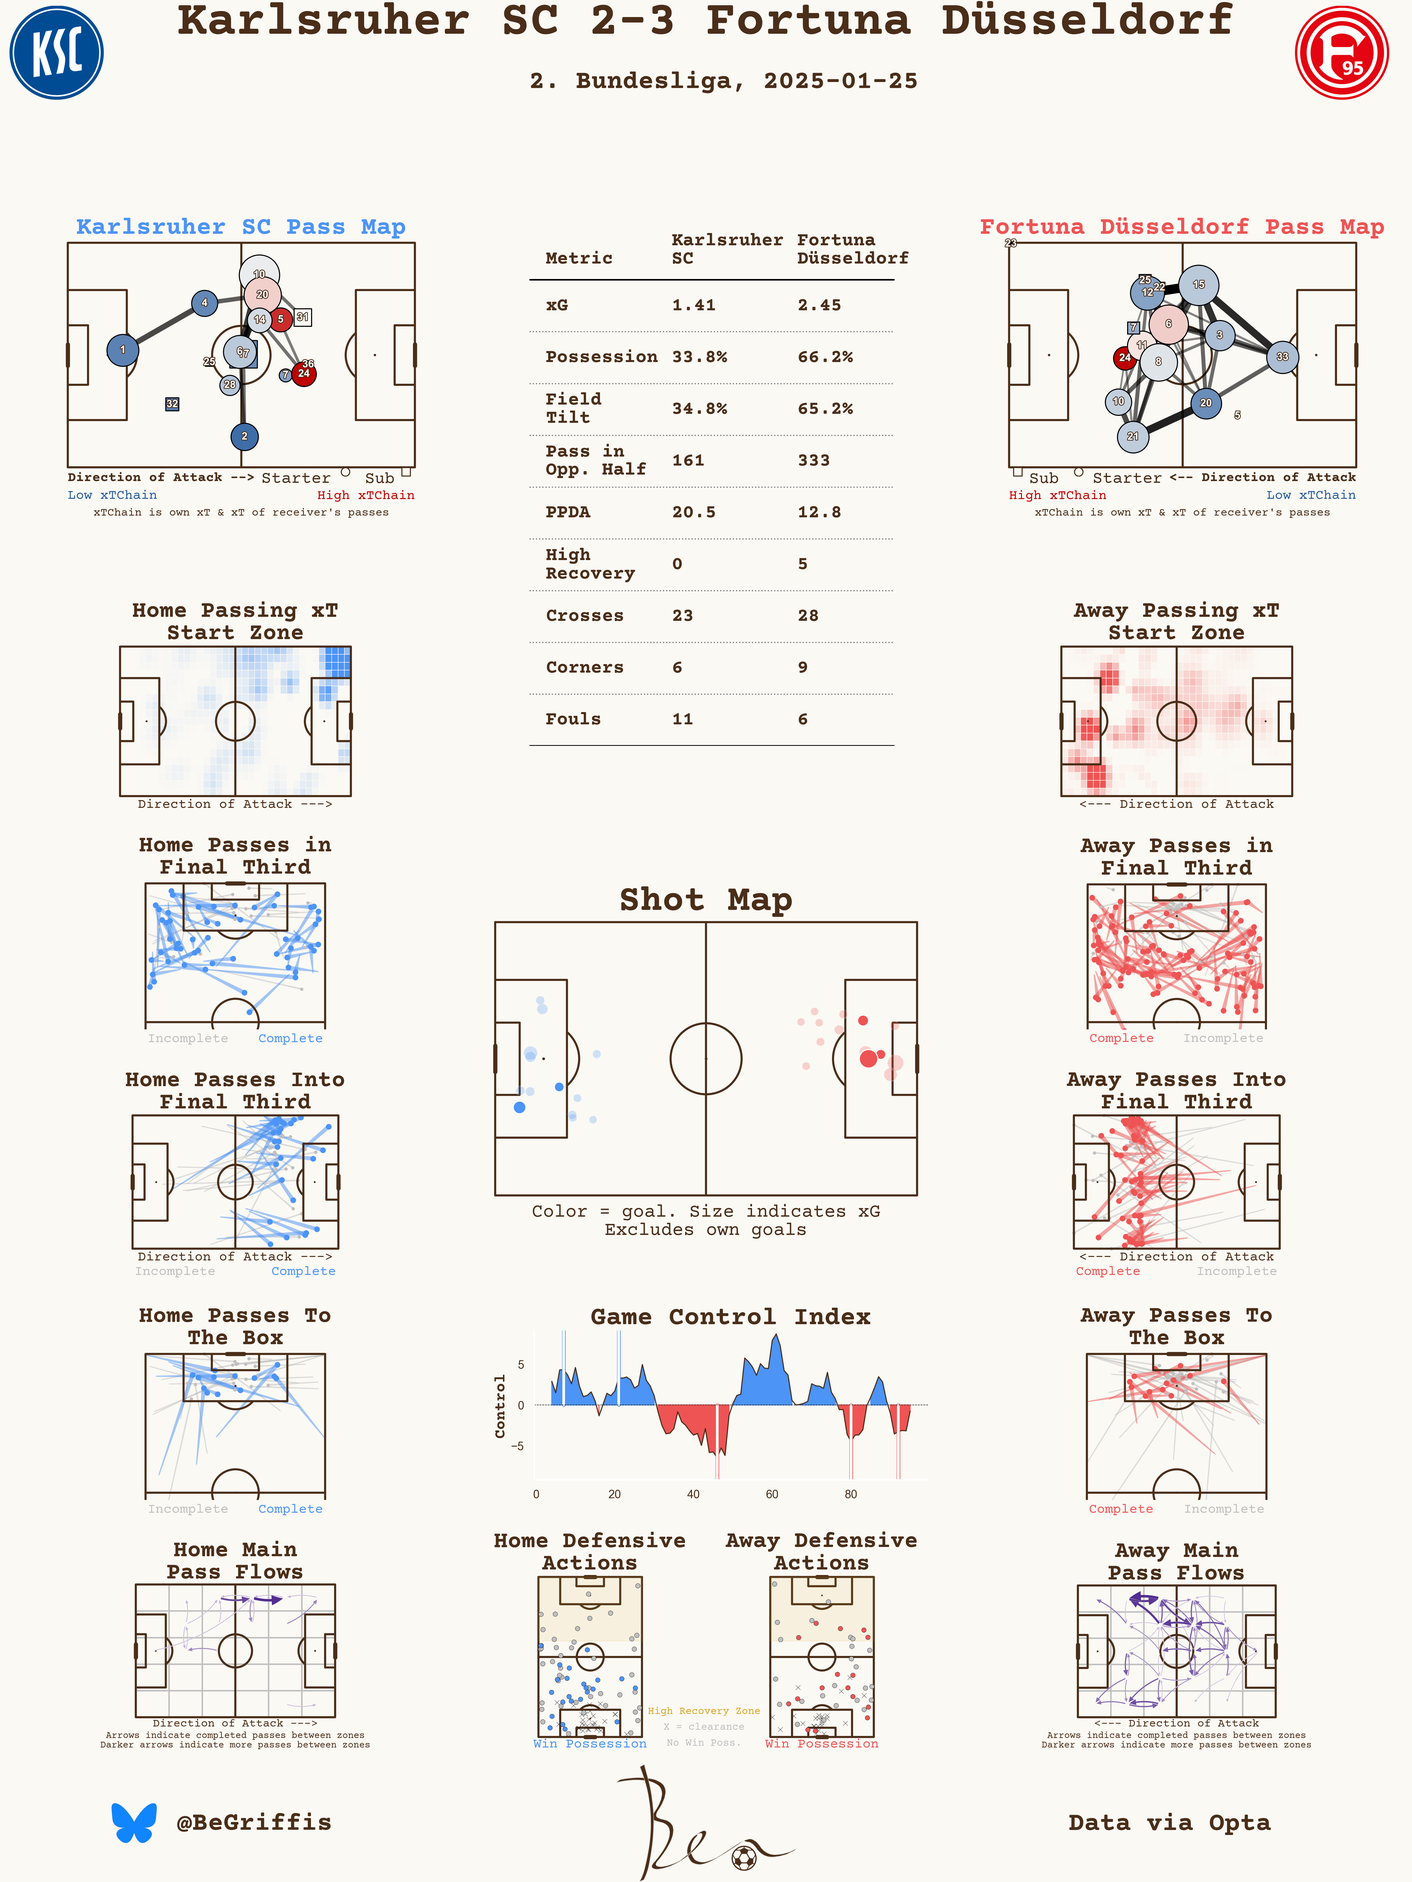 Karlsruher SC 2-3 Fortuna Düsseldorf
2. Bundesliga, 2025-01-25
KSC
F 95
Karlsruher SC Pass Map
10
20
4
14
5
31
1
6
7
25
36
24
7
28
32
2
Direction of Attack --> Starter Sub
Low xTChain High xTChain
xTChain is own xT & xT of receiver's passes
Metric Karlsruher SC Fortuna Düsseldorf
xG 1.41 2.45
Possession 33.8% 66.2%
Field Tilt 34.8% 65.2%
Pass in Opp. Half 161 333
PPDA 20.5 12.8
High Recovery 0 5
Crosses 23 28
Corners 6 9
Fouls 11 6
Fortuna Düsseldorf Pass Map
23
25
22
12
15
7
6
3
11
24
8
33
10
20
5
21
Sub Starter <-- Direction of Attack
High xTChain Low xTChain
xTChain is own xT & xT of receiver's passes
Home Passing xT
Start Zone
Direction of Attack --->
Away Passing xT
Start Zone
<--- Direction of Attack
Home Passes in
Final Third
Incomplete Complete
Away Passes in
Final Third
Complete Incomplete
Shot Map
Color = goal. Size indicates xG
Excludes own goals
Home Passes Into
Final Third
Direction of Attack --->
Incomplete Complete
Away Passes Into
Final Third
<--- Direction of Attack
Complete Incomplete
Home Passes To
The Box
Incomplete Complete
Game Control Index
Control
5
0
-5
0 20 40 60 80
Away Passes To
The Box
Complete Incomplete
Home Main
Pass Flows
Direction of Attack --->
Arrows indicate completed passes between zones
Darker arrows indicate more passes between zones
Home Defensive
Actions
Win Possession
High Recovery Zone
X = clearance
No Win Poss.
Away Defensive
Actions
Win Possession
Away Main
Pass Flows
<--- Direction of Attack
Arrows indicate completed passes between zones
Darker arrows indicate more passes between zones
@BeGriffis
Data via Opta